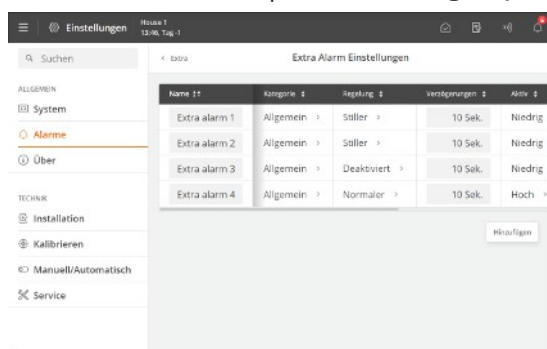 Einstellungen
House 1
13:46, Tag -1
Suchen
Extra
Extra Alarm Einstellungen
ALLGEMEIN
System
Alarme
Über
TECHNIK
Installation
Kalibrieren
Manuell/Automatisch
Service
Name Kategorie Regelung Verzögerungen Aktiv
Extra alarm 1 Allgemein Stiller 10 Sek. Niedrig
Extra alarm 2 Allgemein Stiller 10 Sek. Niedrig
Extra alarm 3 Allgemein Deaktiviert 10 Sek. Niedrig
Extra alarm 4 Allgemein Normaler 10 Sek. Hoch
Hinzufügen